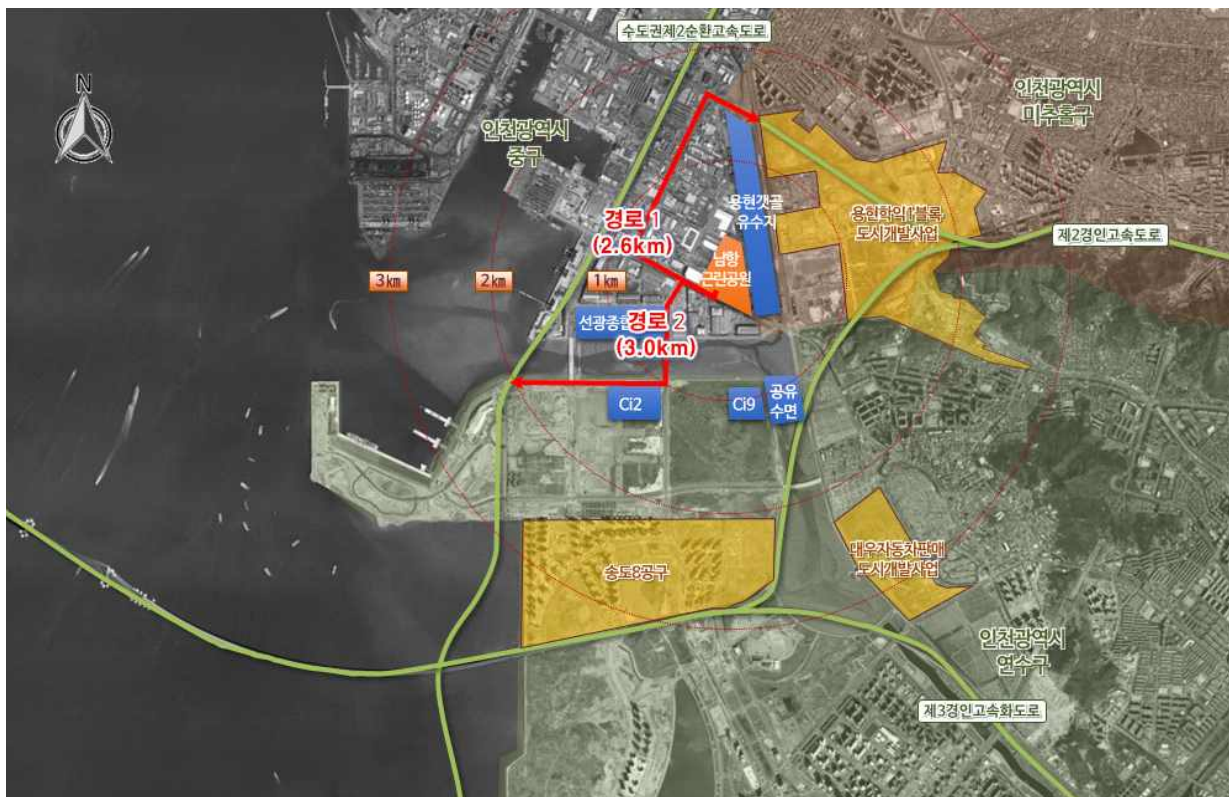 수도권제2순환고속도로
N
인천광역시
미추홀구
인천광역시
중구
용현갯골
유수지
용현학익1블록
도시개발사업
제2경인고속도로
경로 1
(2.6km)
남항
근린공원
3km
2km
1km
선광종합
경로 2
(3.0km)
Ci2
Ci9
공유
수면
송도8공구
대우자동차판매
도시개발사업
인천광역시
연수구
제3경인고속화도로